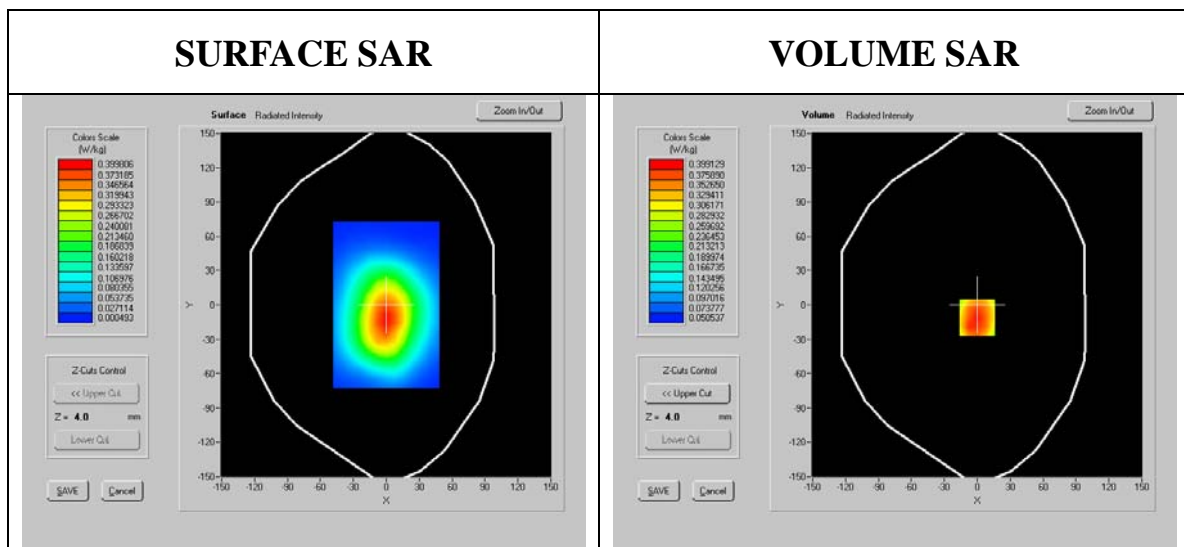 SURFACE SAR
VOLUME SAR
Surface Radiated Intensity
Zoom In/Out
Colors Scale
(W/kg)
0.399806
0.373185
0.346564
0.319943
0.293323
0.266702
0.240081
0.213460
0.186839
0.160218
0.133597
0.106976
0.080355
0.053735
0.027114
0.000493
150
120
90
60
30
0
-30
-60
-90
-120
-150
Y
-150 -120 -90 -60 -30 0 30 60 90 120 150
X
Z-Cuts Control
<< Upper Cut
Z = 4.0 mm
Lower Cut
SAVE Cancel
Volume Radiated Intensity
Zoom In/Out
Colors Scale
(W/kg)
0.399129
0.375890
0.352650
0.329411
0.306171
0.282932
0.259692
0.236453
0.213213
0.189974
0.166735
0.143495
0.120256
0.097016
0.073777
0.050537
150
120
90
60
30
0
-30
-60
-90
-120
-150
Y
-150 -120 -90 -60 -30 0 30 60 90 120 150
X
Z-Cuts Control
<< Upper Cut
Z = 4.0 mm
Lower Cut
SAVE Cancel